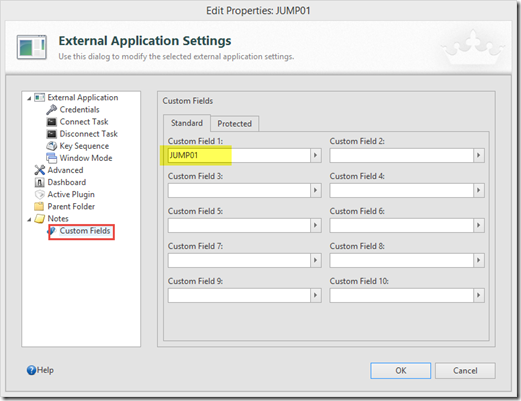 Edit Properties: JUMP01
External Application Settings
Use this dialog to modify the selected external application settings.
External Application
Credentials
Connect Task
Disconnect Task
Key Sequence
Window Mode
Advanced
Dashboard
Active Plugin
Parent Folder
Notes
Custom Fields
Custom Fields
Standard Protected
Custom Field 1: Custom Field 2:
JUMP01
Custom Field 3: Custom Field 4:
Custom Field 5: Custom Field 6:
Custom Field 7: Custom Field 8:
Custom Field 9: Custom Field 10:
Help OK Cancel